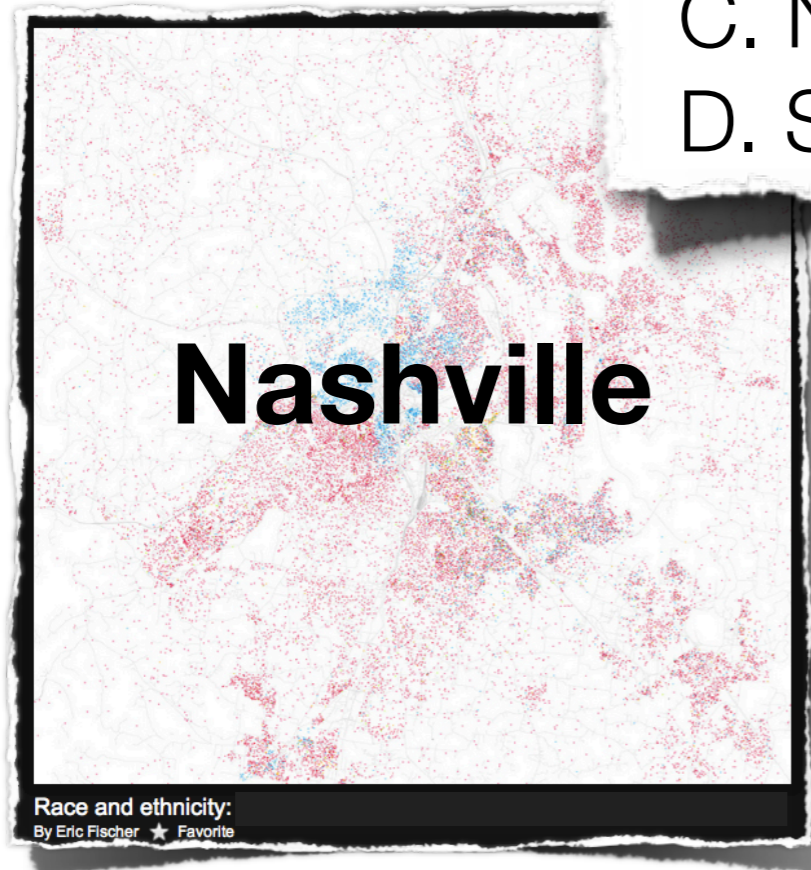 C. N
D. S
Nashville
Race and ethnicity:
By Eric Fischer ★ Favorite